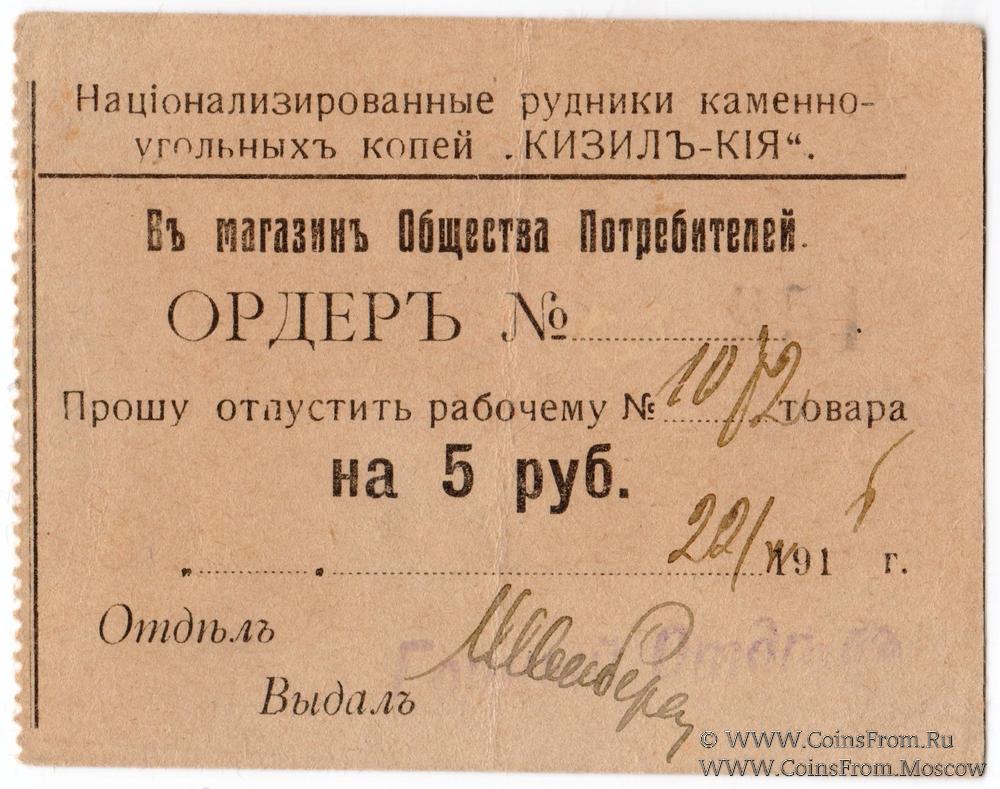 Націонализированные рудники каменно-
угольныхъ копей „КИЗИЛЪ-КІЯ“.
Въ магазинъ Общества Потребителей.
ОРДЕРЪ №
Прошу отпустить рабочему № 1072 товара
на 5 руб.
„ „ 22/ 191 г.
Отдѣлъ
Выдалъ
© WWW.CoinsFrom.Ru
WWW.CoinsFrom.Moscow